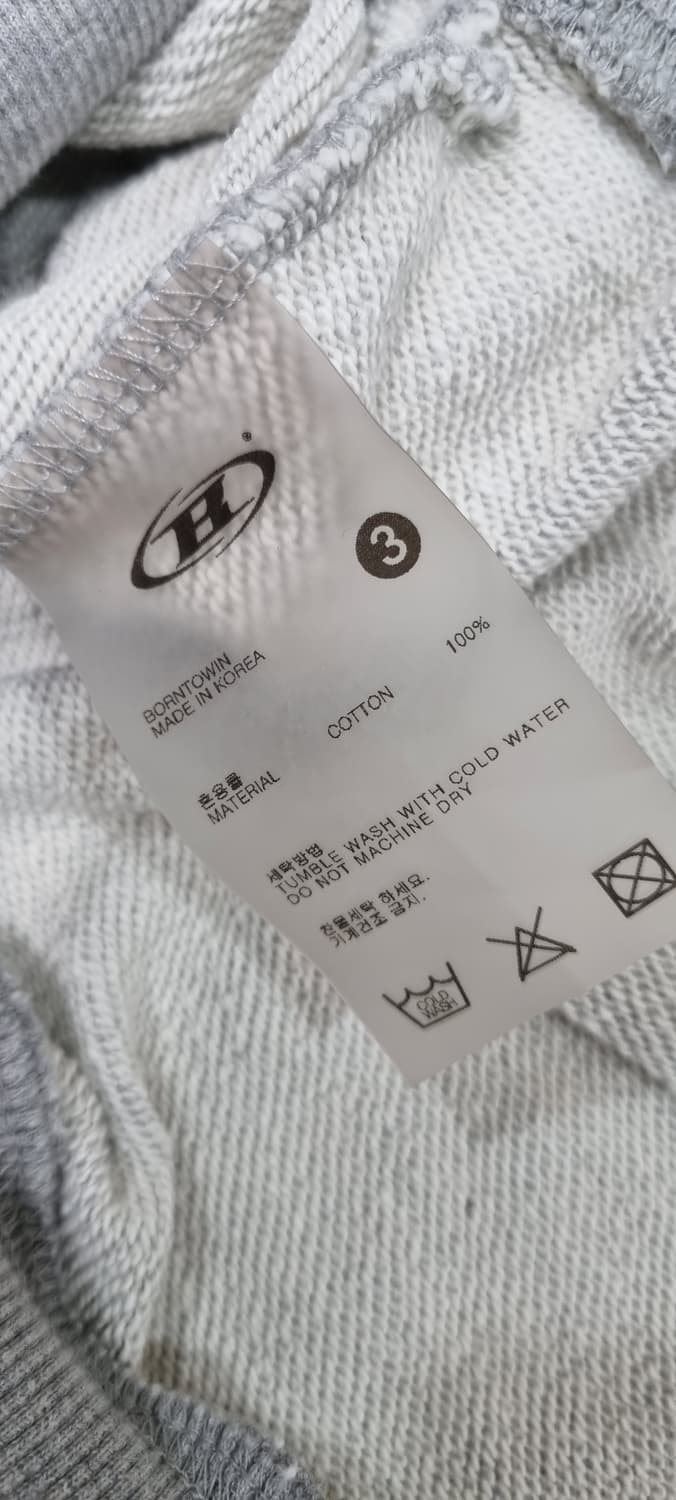 H®
3
BORNTOWIN
MADE IN KOREA
혼용률
MATERIAL
COTTON
100%
세탁방법
TUMBLE WASH WITH COLD WATER
DO NOT MACHINE DRY
찬물세탁 하세요.
기계건조 금지.
COLD
WASH